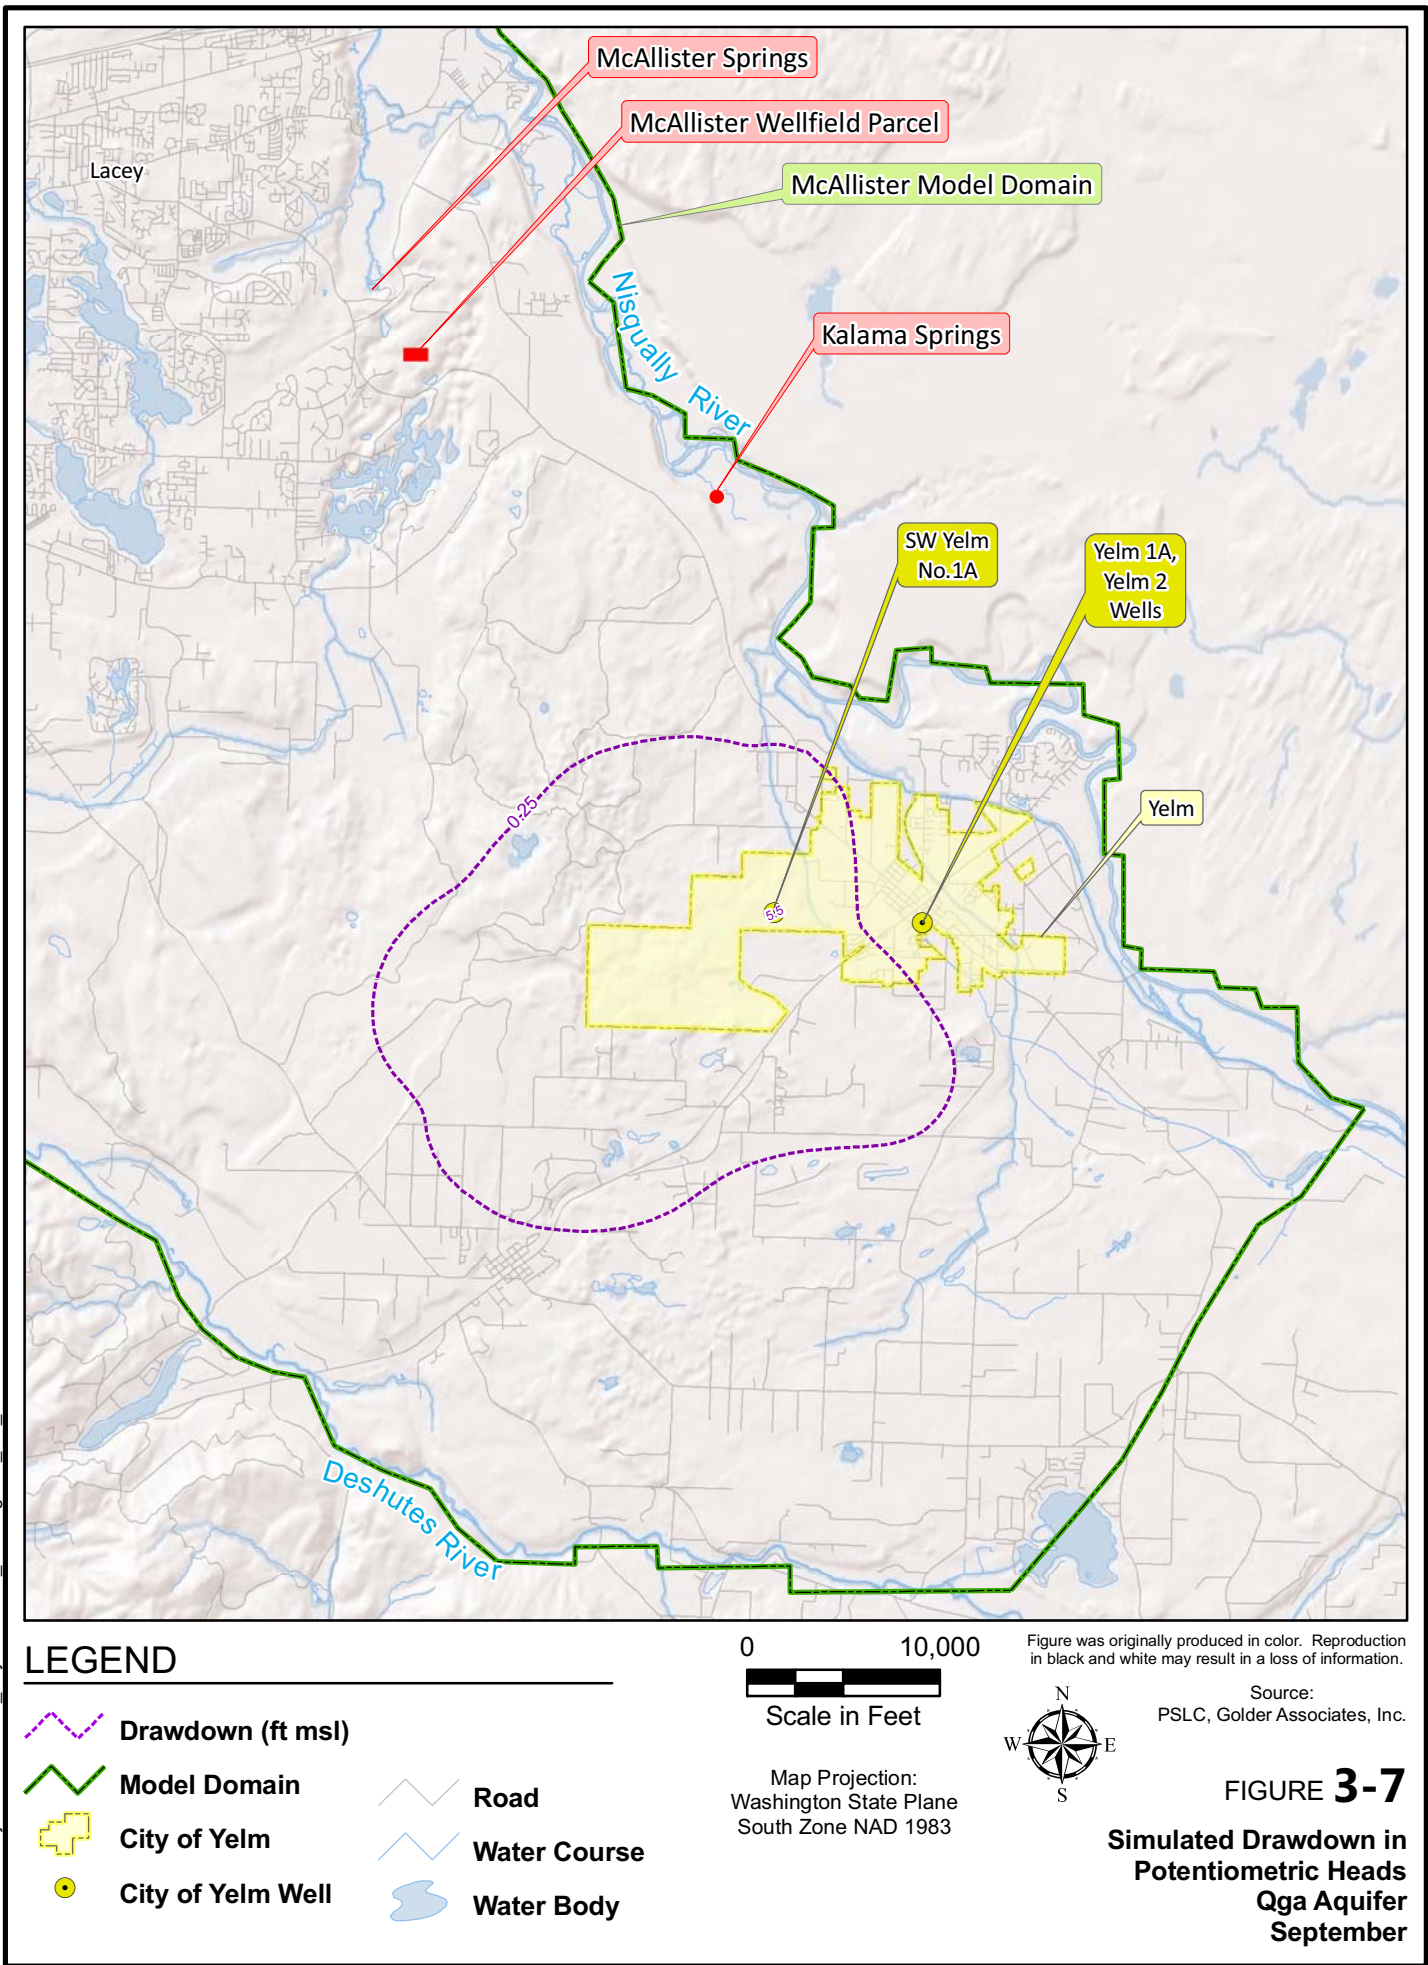 McAllister Springs
McAllister Wellfield Parcel
Lacey
McAllister Model Domain
Nisqually River
Kalama Springs
SW Yelm
No.1A
Yelm 1A,
Yelm 2
Wells
0.25
Yelm
5.5
Deshutes River
LEGEND
Drawdown (ft msl)
Model Domain
City of Yelm
City of Yelm Well
Road
Water Course
Water Body
0 10,000
Scale in Feet
Map Projection:
Washington State Plane
South Zone NAD 1983
Figure was originally produced in color. Reproduction
in black and white may result in a loss of information.
N
W E
S
Source:
PSLC, Golder Associates, Inc.
FIGURE 3-7
Simulated Drawdown in
Potentiometric Heads
Qga Aquifer
September